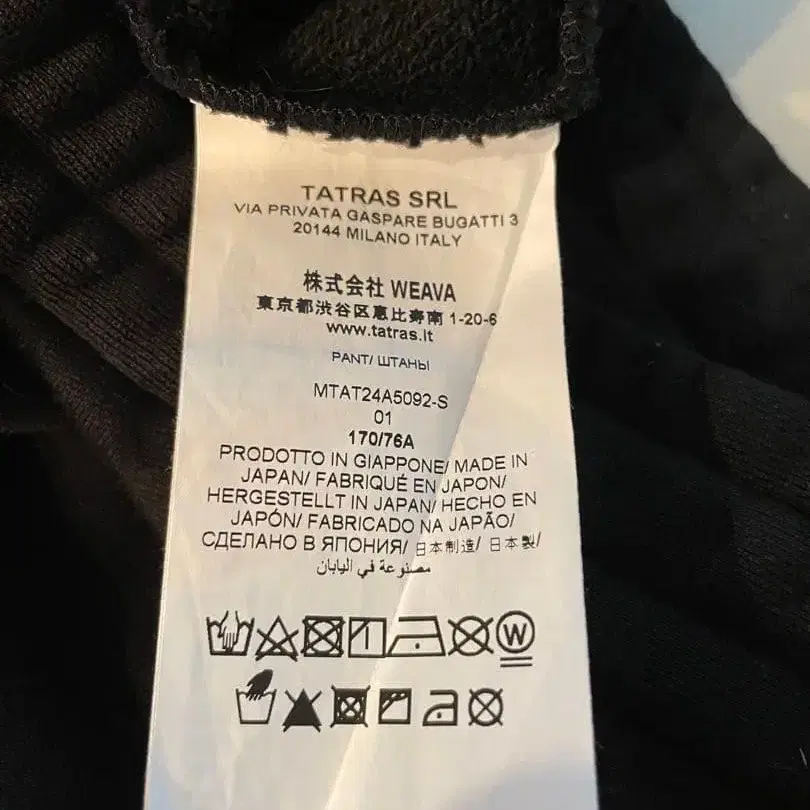 TATRAS SRL
VIA PRIVATA GASPARE BUGATTI 3
20144 MILANO ITALY
株式会社 WEAVA
東京都渋谷区恵比寿南 1-20-6
www.tatras.it
PANT/ ШТАНЫ
MTAT24A5092-S
01
170/76A
PRODOTTO IN GIAPPONE/ MADE IN
JAPAN/ FABRIQUÉ EN JAPON/
HERGESTELLT IN JAPAN/ HECHO EN
JAPÓN/ FABRICADO NA JAPÃO/
СДЕЛАНО В ЯПОНИЯ/ 日本制造/ 日本製/
مصنوعة في اليابان
W